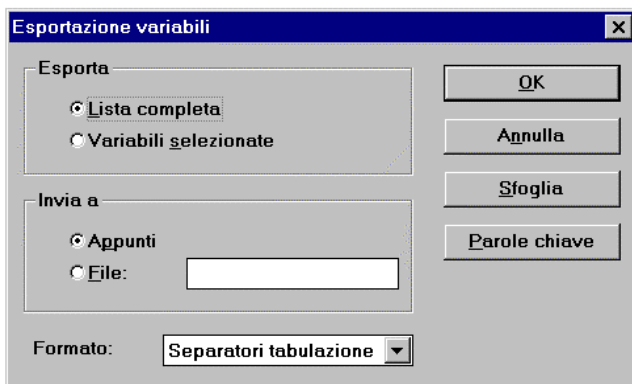 Esportazione variabili
Esporta
Lista completa
Variabili selezionate
Invia a
Appunti
File:
Formato:
Separatori tabulazione
OK
Annulla
Sfoglia
Parole chiave